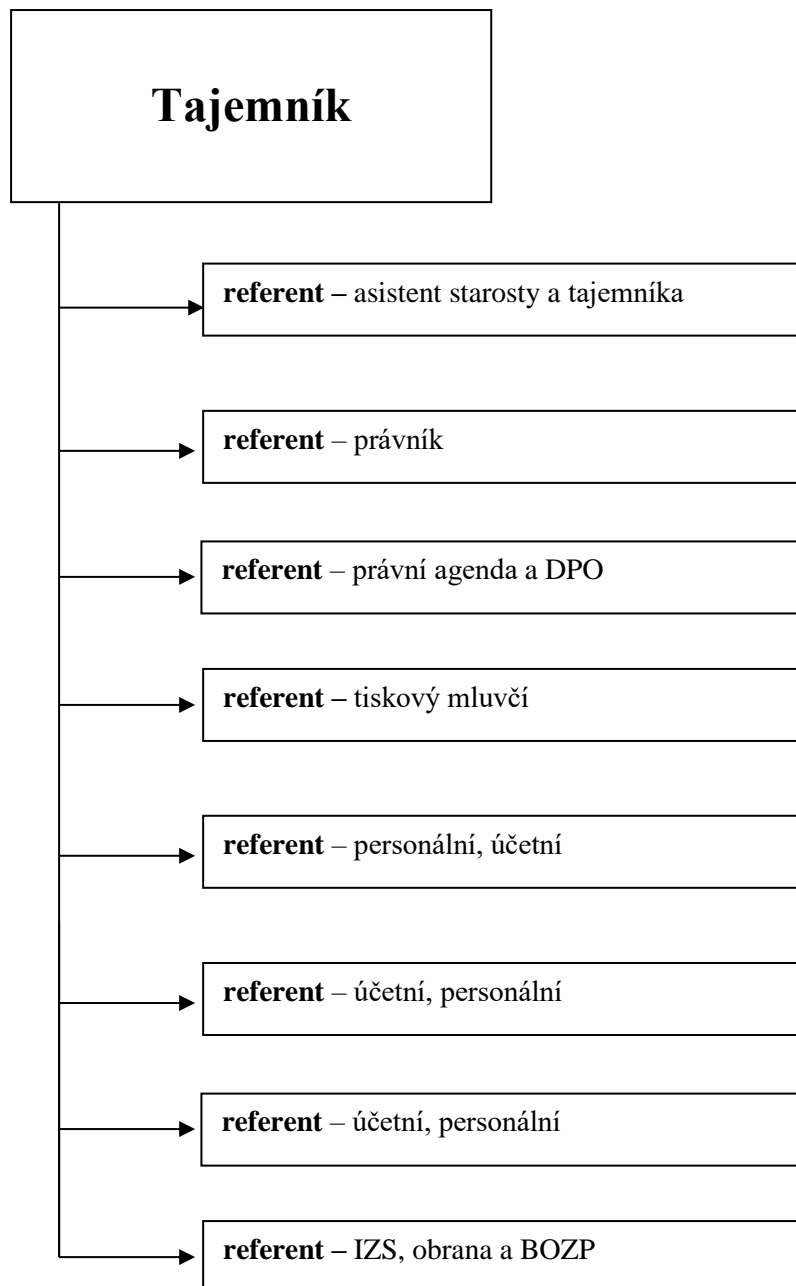 Tajemník
referent – asistent starosty a tajemníka
referent – právník
referent – právní agenda a DPO
referent – tiskový mluvčí
referent – personální, účetní
referent – účetní, personální
referent – účetní, personální
referent – IZS, obrana a BOZP